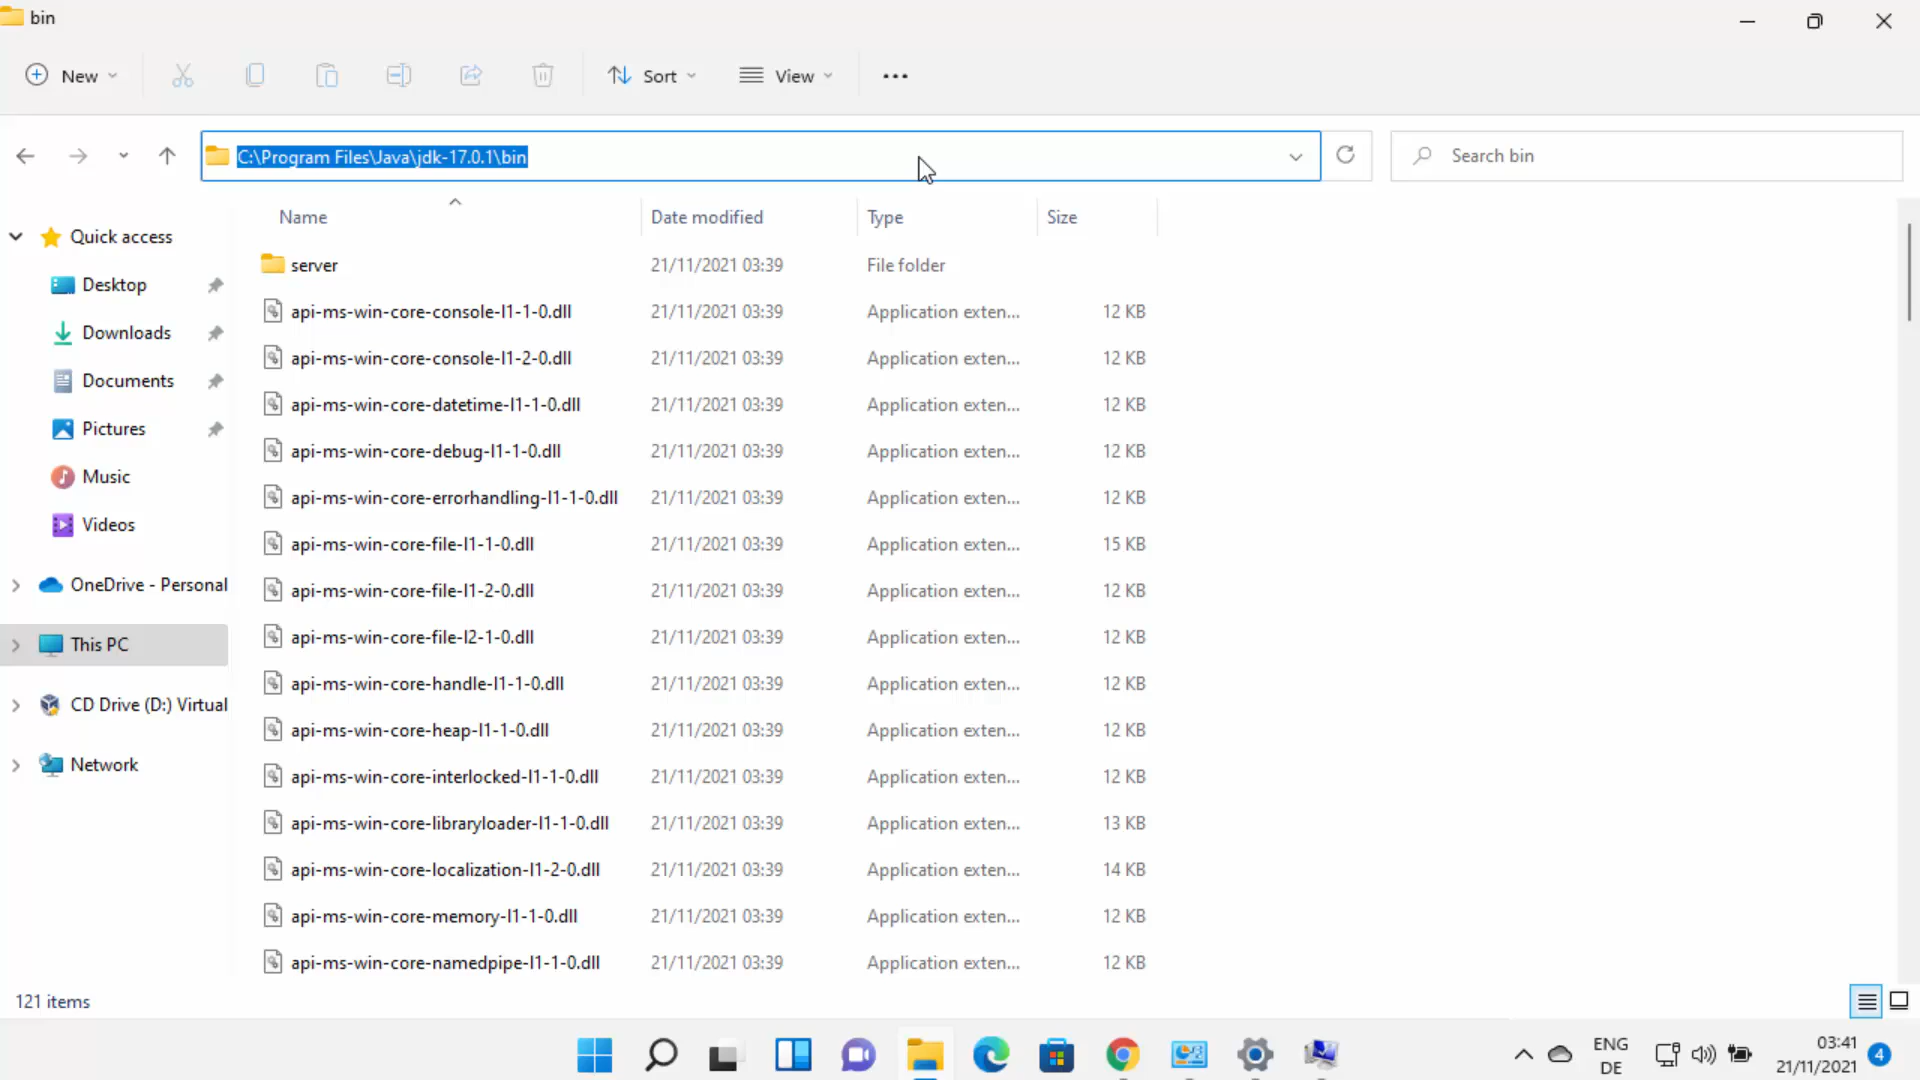 bin
New
Sort
View
C:\Program Files\Java\jdk-17.0.1\bin
Search bin
Name Date modified Type Size
Quick access
Desktop
Downloads
Documents
Pictures
Music
Videos
OneDrive - Personal
This PC
CD Drive (D:) Virtual
Network
server 21/11/2021 03:39 File folder
api-ms-win-core-console-l1-1-0.dll 21/11/2021 03:39 Application exten... 12 KB
api-ms-win-core-console-l1-2-0.dll 21/11/2021 03:39 Application exten... 12 KB
api-ms-win-core-datetime-l1-1-0.dll 21/11/2021 03:39 Application exten... 12 KB
api-ms-win-core-debug-l1-1-0.dll 21/11/2021 03:39 Application exten... 12 KB
api-ms-win-core-errorhandling-l1-1-0.dll 21/11/2021 03:39 Application exten... 12 KB
api-ms-win-core-file-l1-1-0.dll 21/11/2021 03:39 Application exten... 15 KB
api-ms-win-core-file-l1-2-0.dll 21/11/2021 03:39 Application exten... 12 KB
api-ms-win-core-file-l2-1-0.dll 21/11/2021 03:39 Application exten... 12 KB
api-ms-win-core-handle-l1-1-0.dll 21/11/2021 03:39 Application exten... 12 KB
api-ms-win-core-heap-l1-1-0.dll 21/11/2021 03:39 Application exten... 12 KB
api-ms-win-core-interlocked-l1-1-0.dll 21/11/2021 03:39 Application exten... 12 KB
api-ms-win-core-libraryloader-l1-1-0.dll 21/11/2021 03:39 Application exten... 13 KB
api-ms-win-core-localization-l1-2-0.dll 21/11/2021 03:39 Application exten... 14 KB
api-ms-win-core-memory-l1-1-0.dll 21/11/2021 03:39 Application exten... 12 KB
api-ms-win-core-namedpipe-l1-1-0.dll 21/11/2021 03:39 Application exten... 12 KB
121 items
ENG
DE
03:41
21/11/2021
4